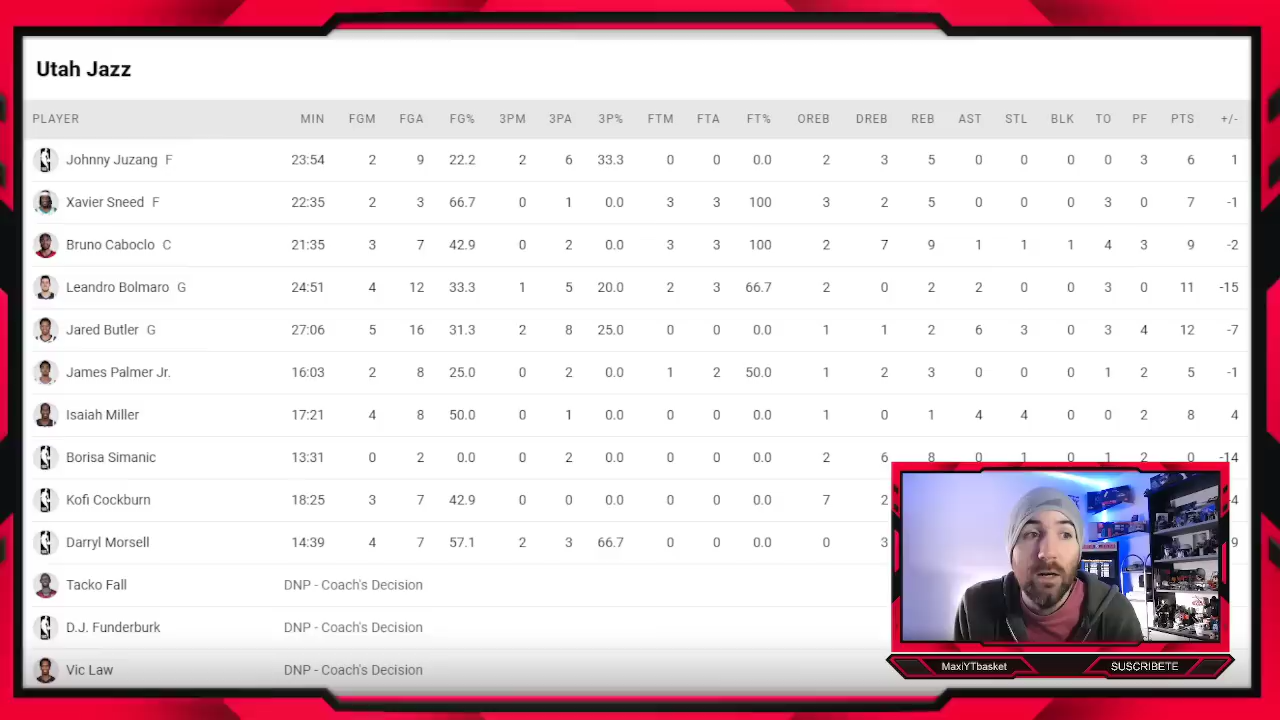 Utah Jazz
PLAYER MIN FGM FGA FG% 3PM 3PA 3P% FTM FTA FT% OREB DREB REB AST STL BLK TO PF PTS +/-
Johnny Juzang F 23:54 2 9 22.2 2 6 33.3 0 0 0.0 2 3 5 0 0 0 0 3 6 1
Xavier Sneed F 22:35 2 3 66.7 0 1 0.0 3 3 100 3 2 5 0 0 0 3 0 7 -1
Bruno Caboclo C 21:35 3 7 42.9 0 2 0.0 3 3 100 2 7 9 1 1 1 4 3 9 -2
Leandro Bolmaro G 24:51 4 12 33.3 1 5 20.0 2 3 66.7 2 0 2 2 0 0 3 0 11 -15
Jared Butler G 27:06 5 16 31.3 2 8 25.0 0 0 0.0 1 1 2 6 3 0 3 4 12 -7
James Palmer Jr. 16:03 2 8 25.0 0 2 0.0 1 2 50.0 1 2 3 0 0 0 1 2 5 -1
Isaiah Miller 17:21 4 8 50.0 0 1 0.0 0 0 0.0 1 0 1 4 4 0 0 2 8 4
Borisa Simanic 13:31 0 2 0.0 0 2 0.0 0 0 0.0 2 6 8 0 1 0 1 2 0 -14
Kofi Cockburn 18:25 3 7 42.9 0 0 0.0 0 0 0.0 7 2
Darryl Morsell 14:39 4 7 57.1 2 3 66.7 0 0 0.0 0 3
Tacko Fall DNP - Coach's Decision
D.J. Funderburk DNP - Coach's Decision
Vic Law DNP - Coach's Decision
MaxiYTbasket SUSCRIBETE